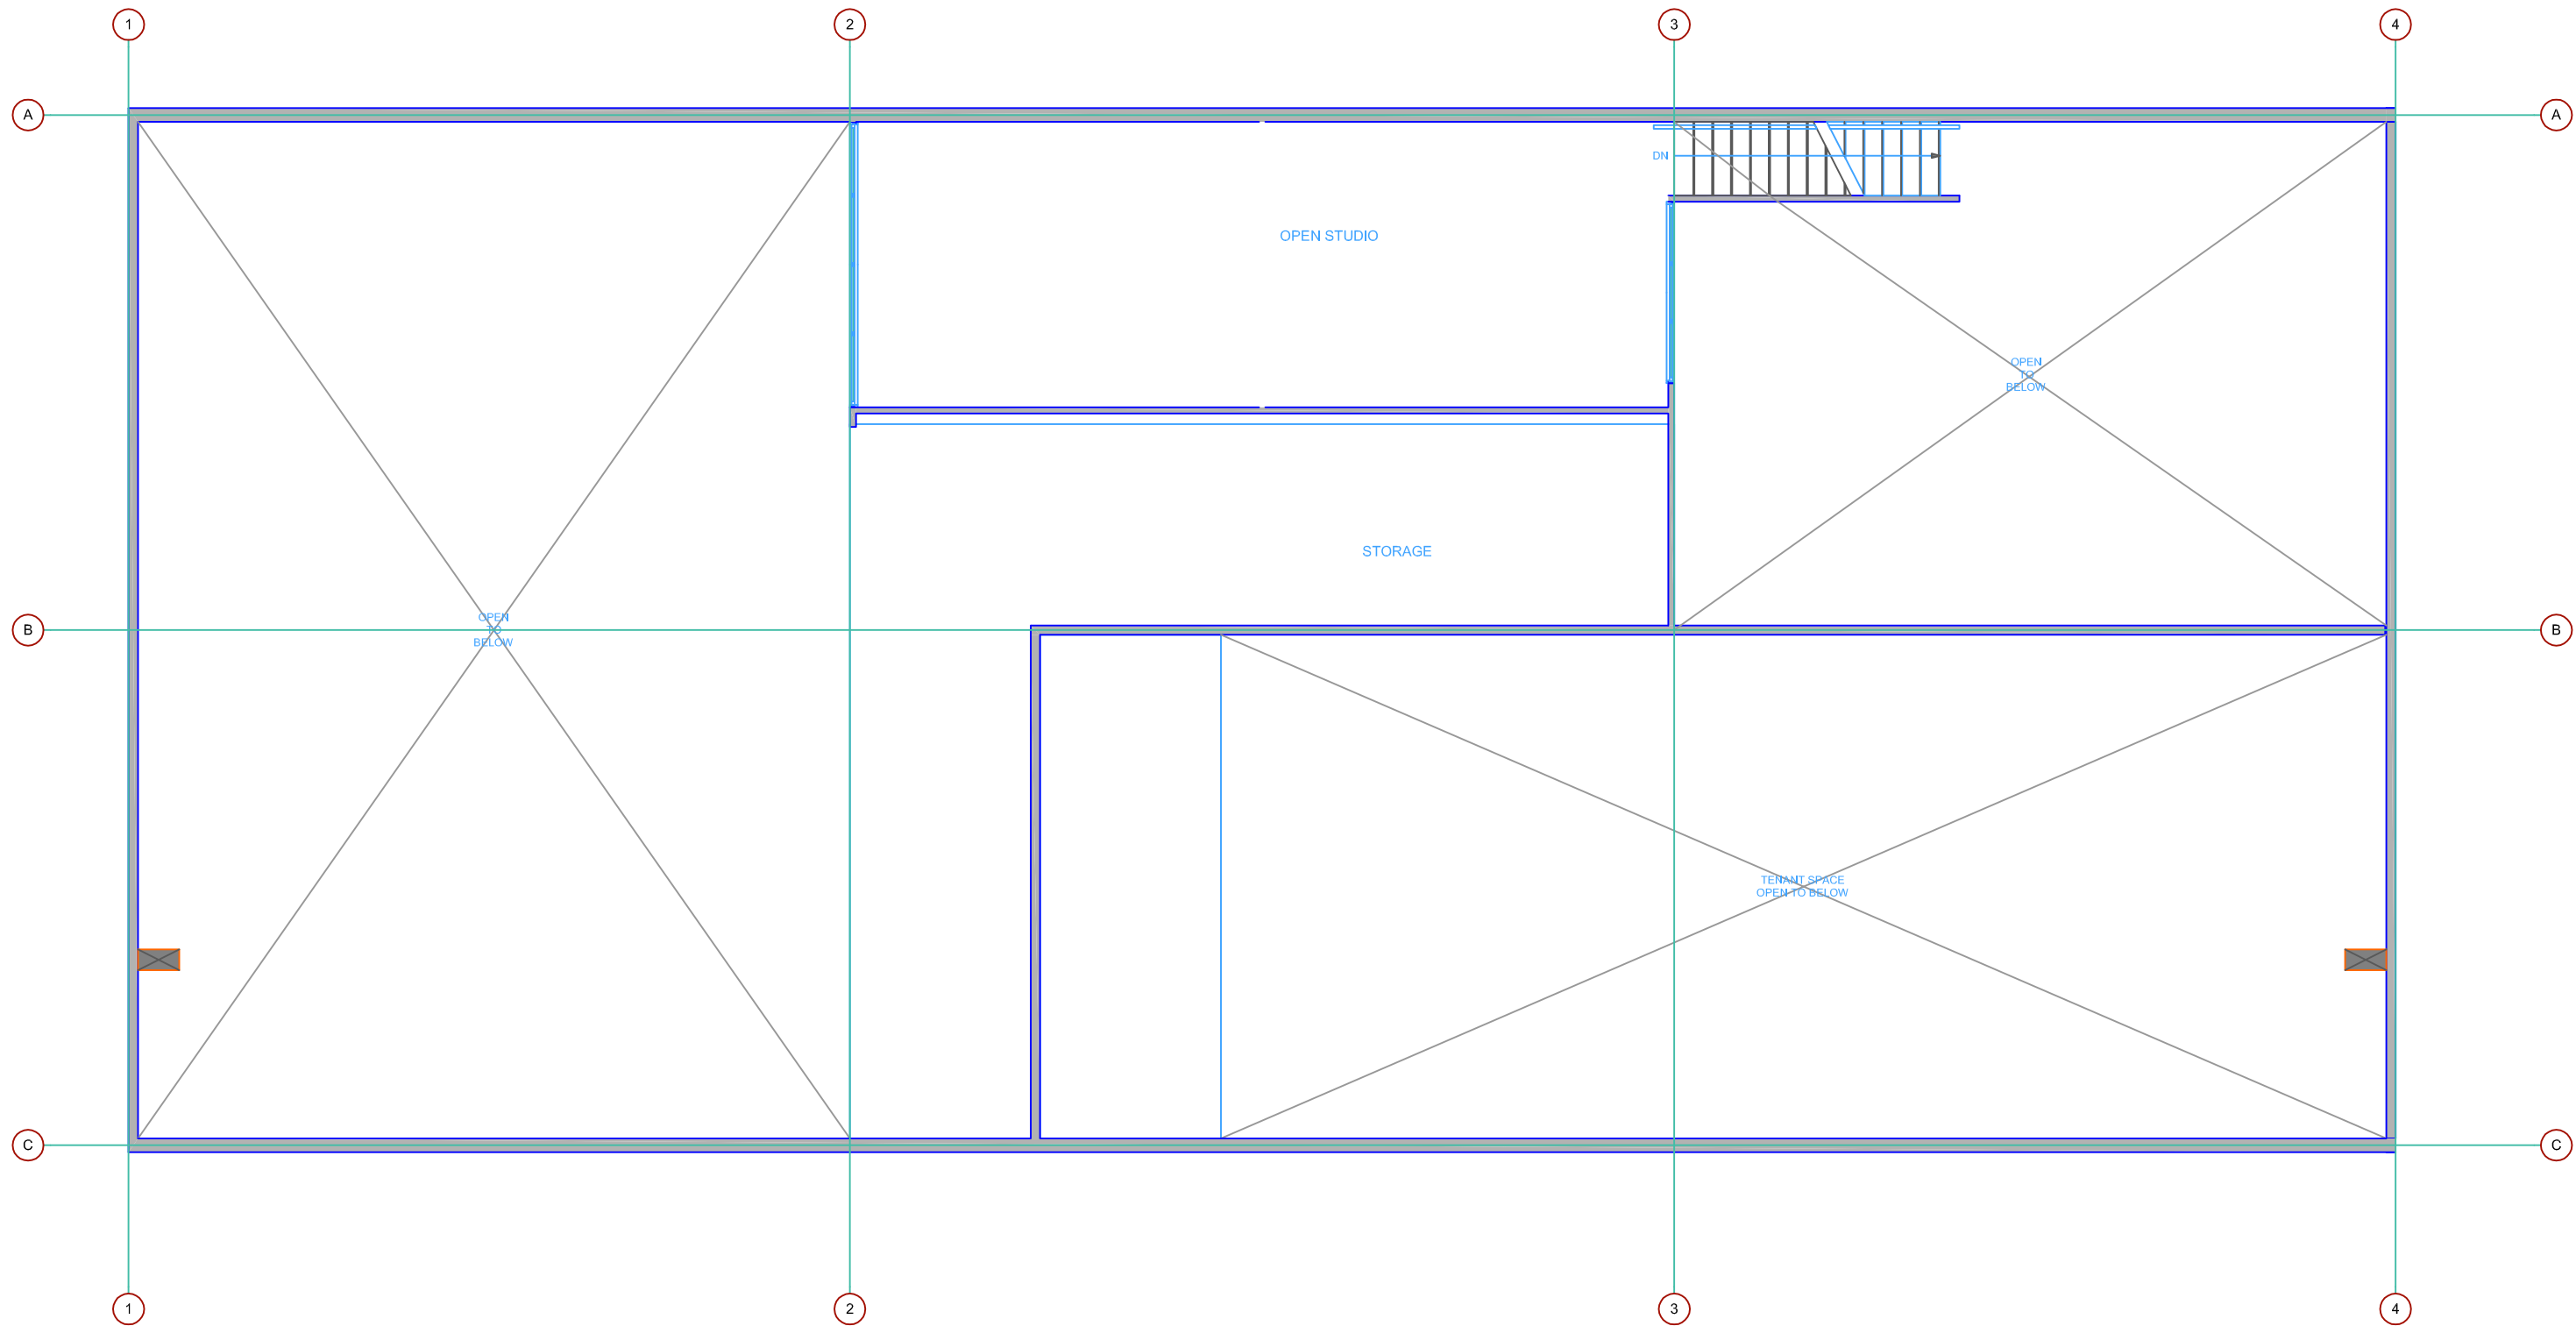 1
2
3
4
A
A
DN
OPEN STUDIO
OPEN
TO
BELOW
STORAGE
OPEN
TO
BELOW
B
B
TENANT SPACE
OPEN TO BELOW
C
C
1
2
3
4